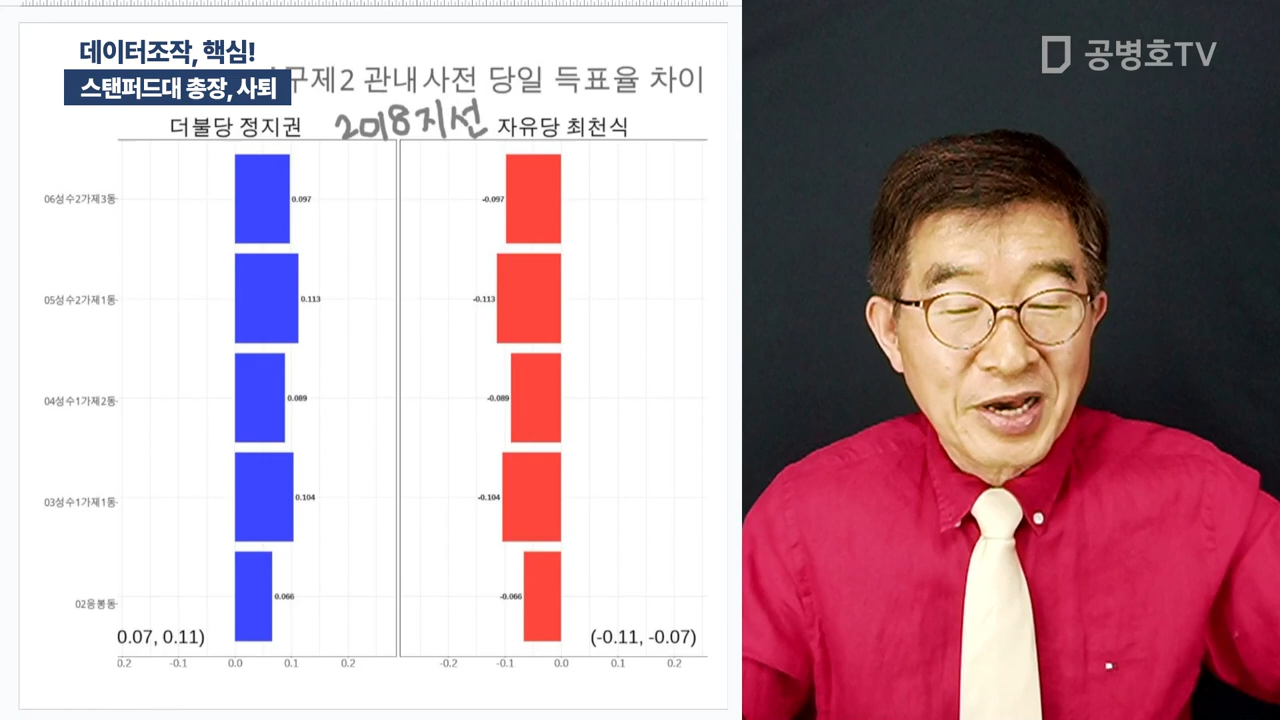 데이터조작, 핵심!
스탠퍼드대 총장, 사퇴
구제2 관내사전 당일 득표율 차이
더불당 정지권
2018지선
자유당 최천식
06성수2가제3동
0.097
-0.097
05성수2가제1동
0.113
-0.113
04성수1가제2동
0.089
-0.089
03성수1가제1동
0.104
-0.104
02응봉동
0.066
-0.066
0.07, 0.11)
(-0.11, -0.07)
0.2 -0.1 0.0 0.1 0.2
-0.2 -0.1 0.0 0.1 0.2
공병호TV